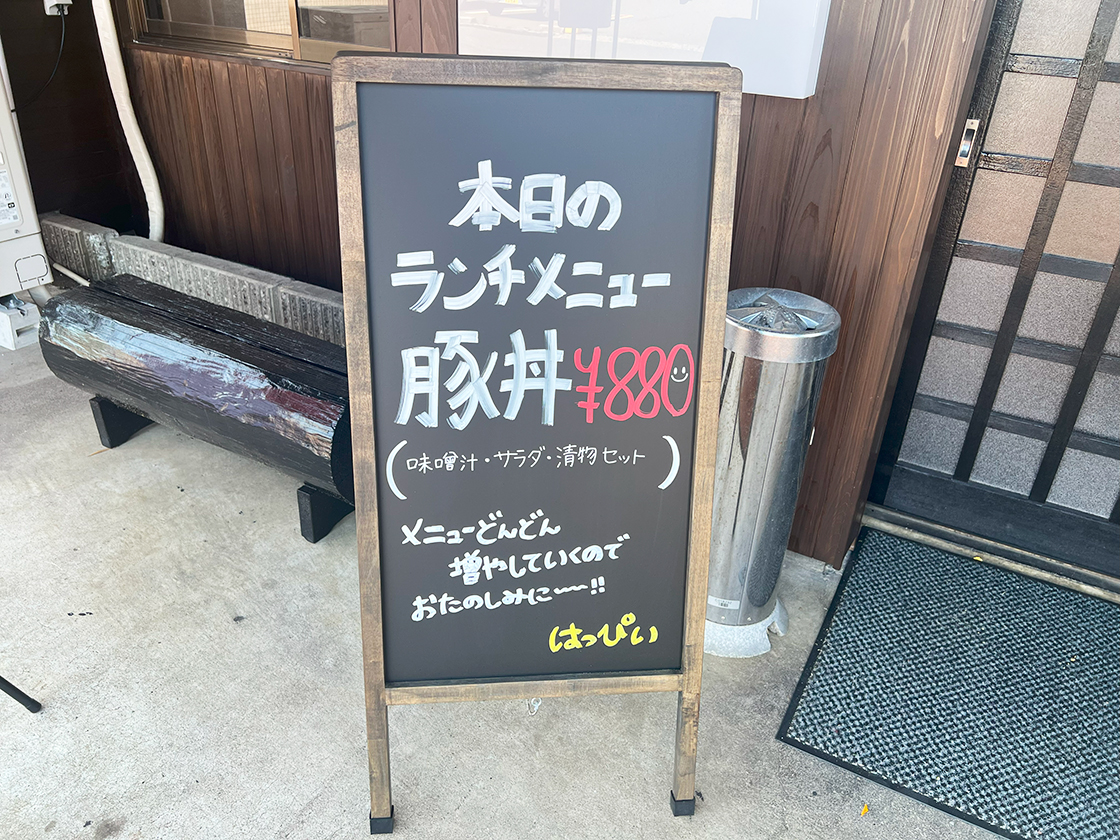 本日の
ランチメニュー
豚丼 ¥880
(味噌汁・サラダ・漬物セット)
メニューどんどん
増やしていくので
おたのしみに〜!!
はっぴぃ